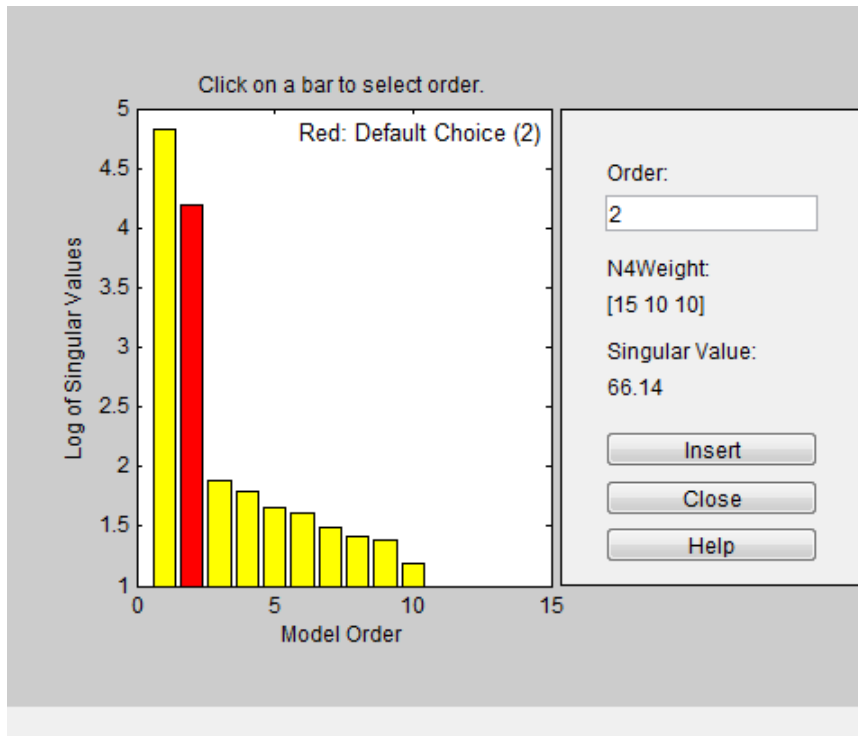 Click on a bar to select order.
Red: Default Choice (2)
5
4.5
4
3.5
3
2.5
2
1.5
1
Log of Singular Values
0
5
10
15
Model Order
Order:
2
N4Weight:
[15 10 10]
Singular Value:
66.14
Insert
Close
Help